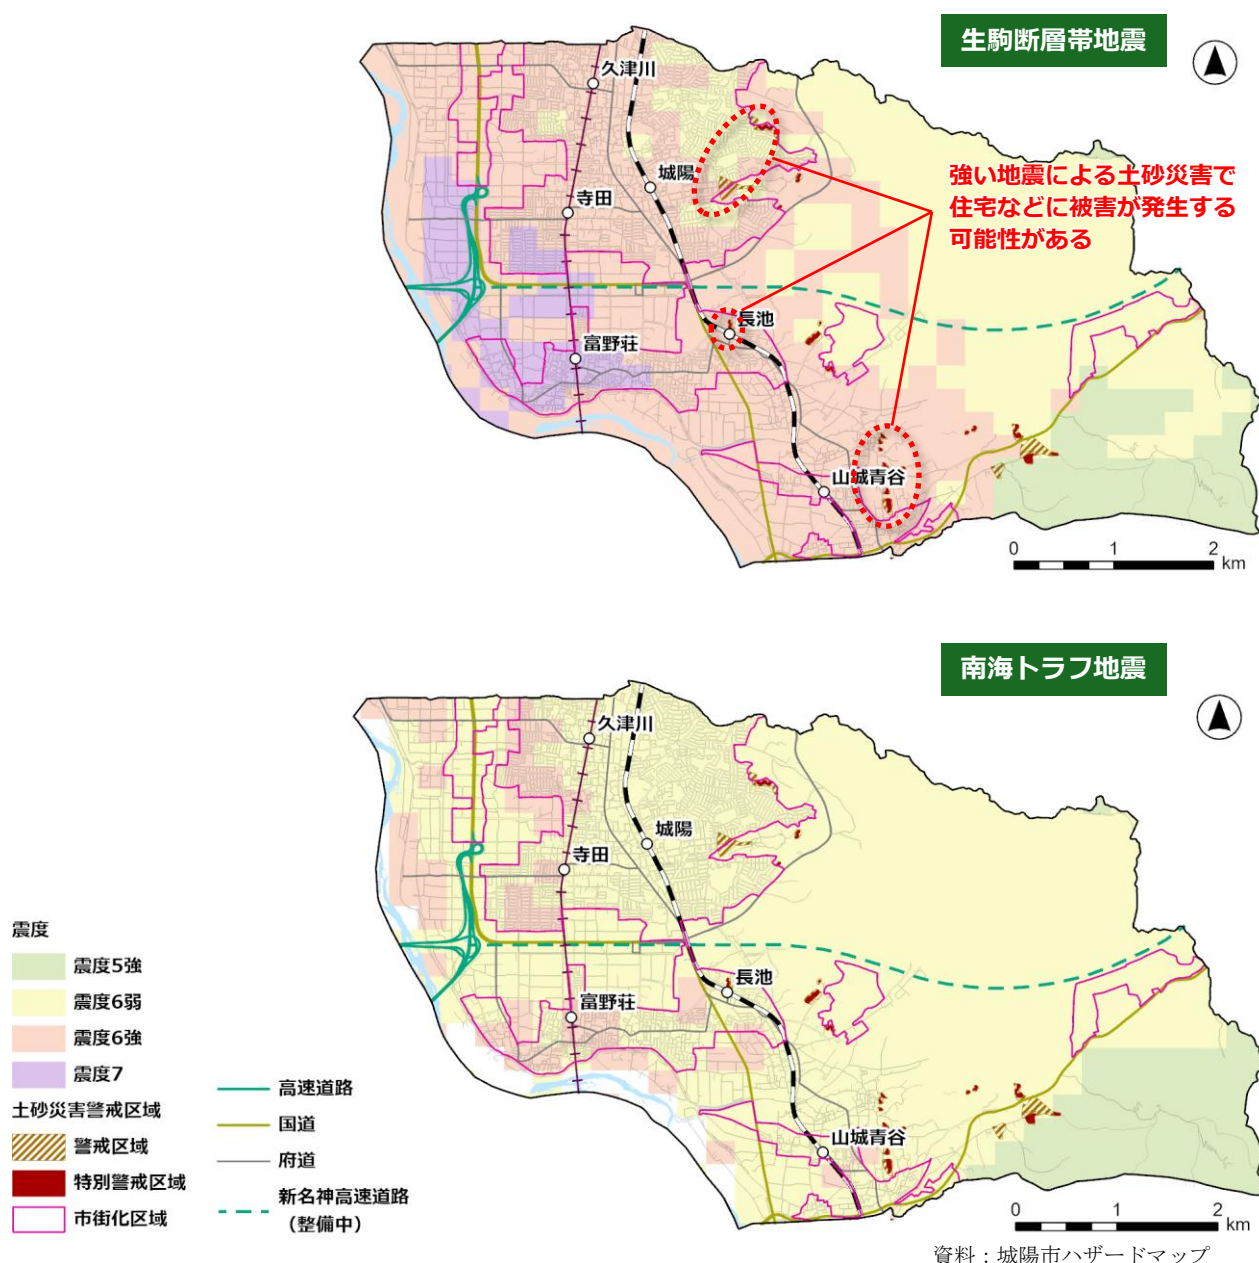 生駒断層帯地震
久津川
城陽
寺田
強い地震による土砂災害で
住宅などに被害が発生する
可能性がある
長池
富野荘
山城青谷
0 1 2
km
南海トラフ地震
久津川
城陽
寺田
長池
富野荘
山城青谷
0 1 2
km
震度
震度5強
震度6弱
震度6強
震度7
土砂災害警戒区域
警戒区域
特別警戒区域
市街化区域
高速道路
国道
府道
新名神高速道路
（整備中）
資料：城陽市ハザードマップ